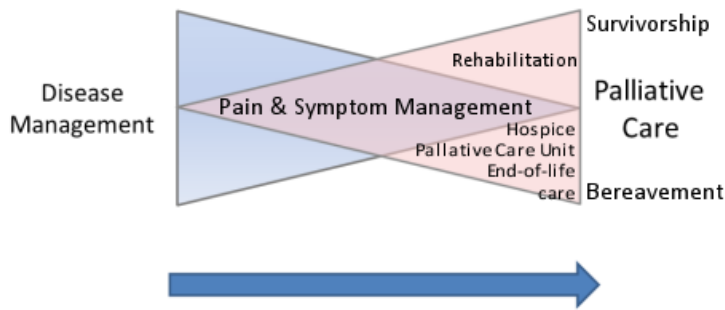 Disease
Management
Pain & Symptom Management
Rehabilitation
Hospice
Pallative Care Unit
End-of-life
care
Survivorship
Palliative
Care
Bereavement